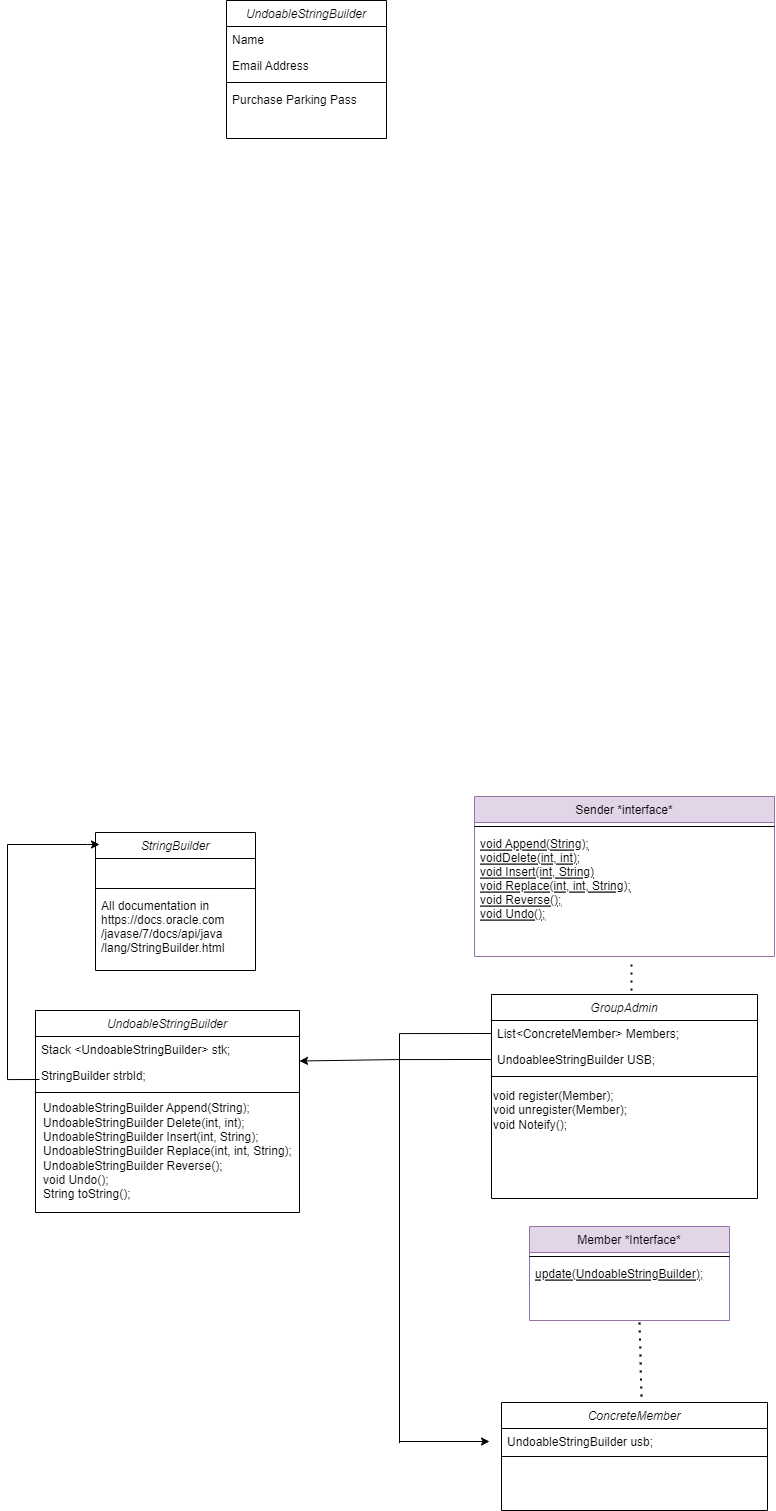 UndoableStringBuilder
Name
Email Address
Purchase Parking Pass
Sender *interface*
void Append(String);
voidDelete(int, int);
void Insert(int, String)
void Replace(int, int, String);
void Reverse();
void Undo();
StringBuilder
All documentation in
https://docs.oracle.com
/javase/7/docs/api/java
/lang/StringBuilder.html
GroupAdmin
List<ConcreteMember> Members;
UndoableeStringBuilder USB;
void register(Member);
void unregister(Member);
void Noteify();
UndoableStringBuilder
Stack <UndoableStringBuilder> stk;
StringBuilder strbld;
UndoableStringBuilder Append(String);
UndoableStringBuilder Delete(int, int);
UndoableStringBuilder Insert(int, String);
UndoableStringBuilder Replace(int, int, String);
UndoableStringBuilder Reverse();
void Undo();
String toString();
Member *Interface*
update(UndoableStringBuilder);
ConcreteMember
UndoableStringBuilder usb;